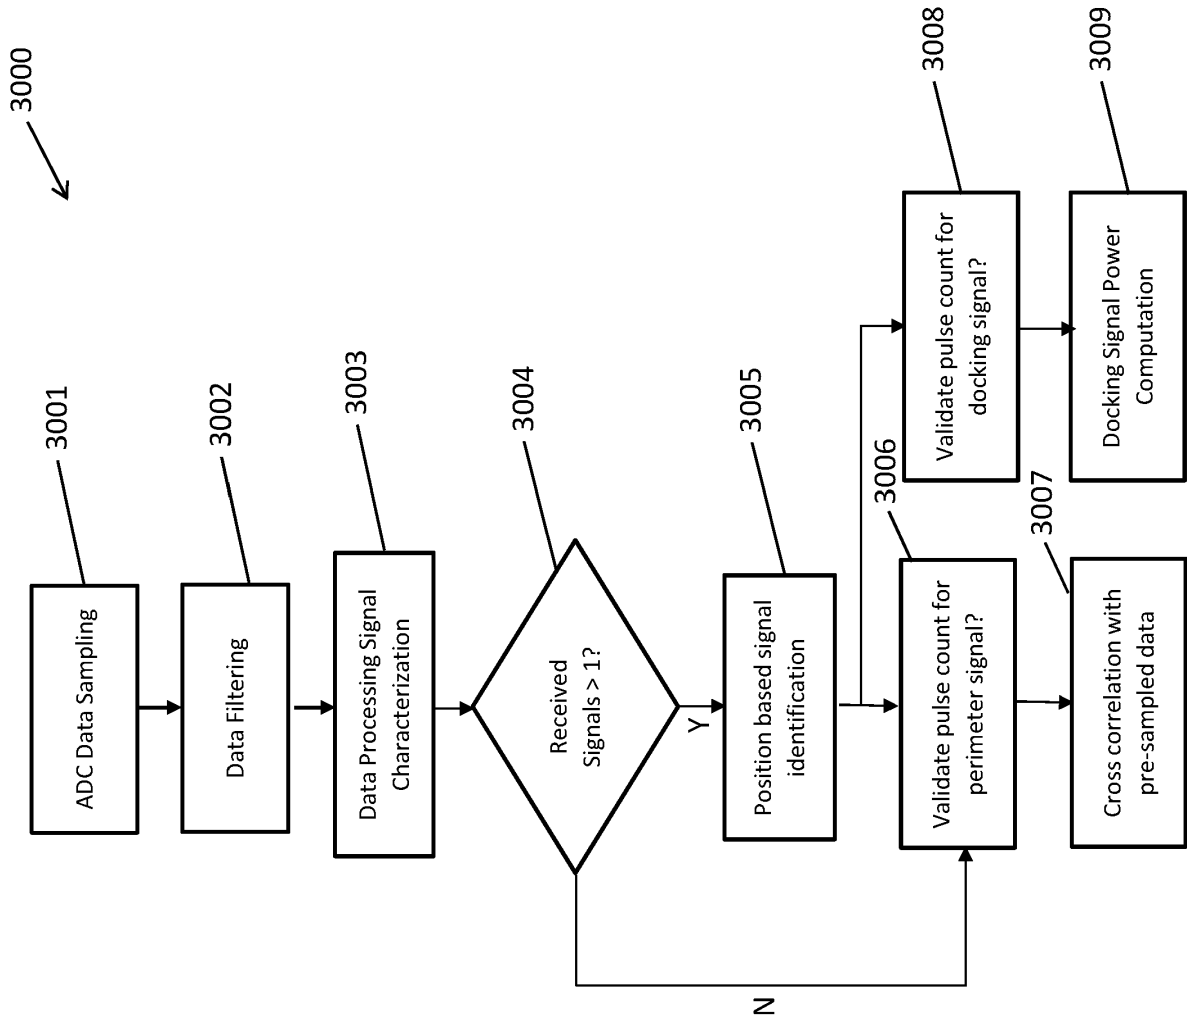 3000
3001
ADC Data Sampling
3002
Data Filtering
3003
Data Processing Signal
Characterization
3004
Received
Signals > 1?
Y
N
3005
Position based signal
identification
3006
Validate pulse count for
perimeter signal?
3007
Cross correlation with
pre-sampled data
3008
Validate pulse count for
docking signal?
3009
Docking Signal Power
Computation